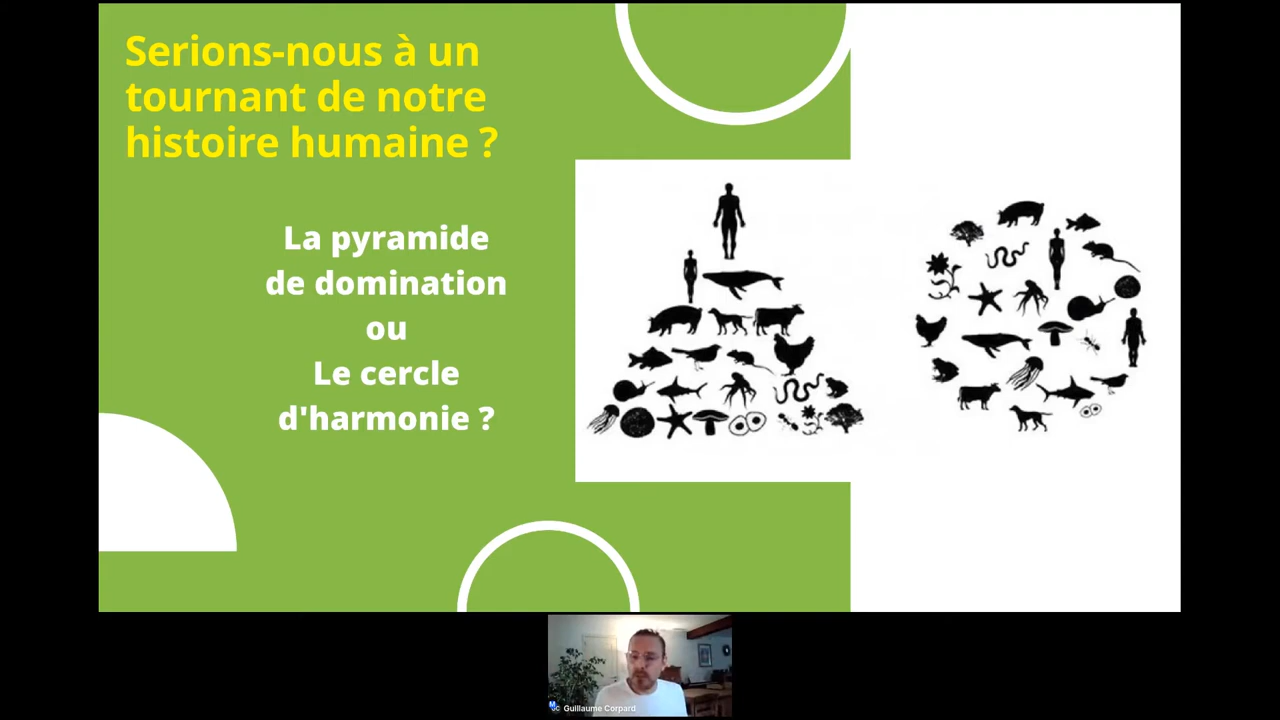 Serions-nous à un
tournant de notre
histoire humaine ?
La pyramide
de domination
ou
Le cercle
d'harmonie ?
Guillaume Corpard